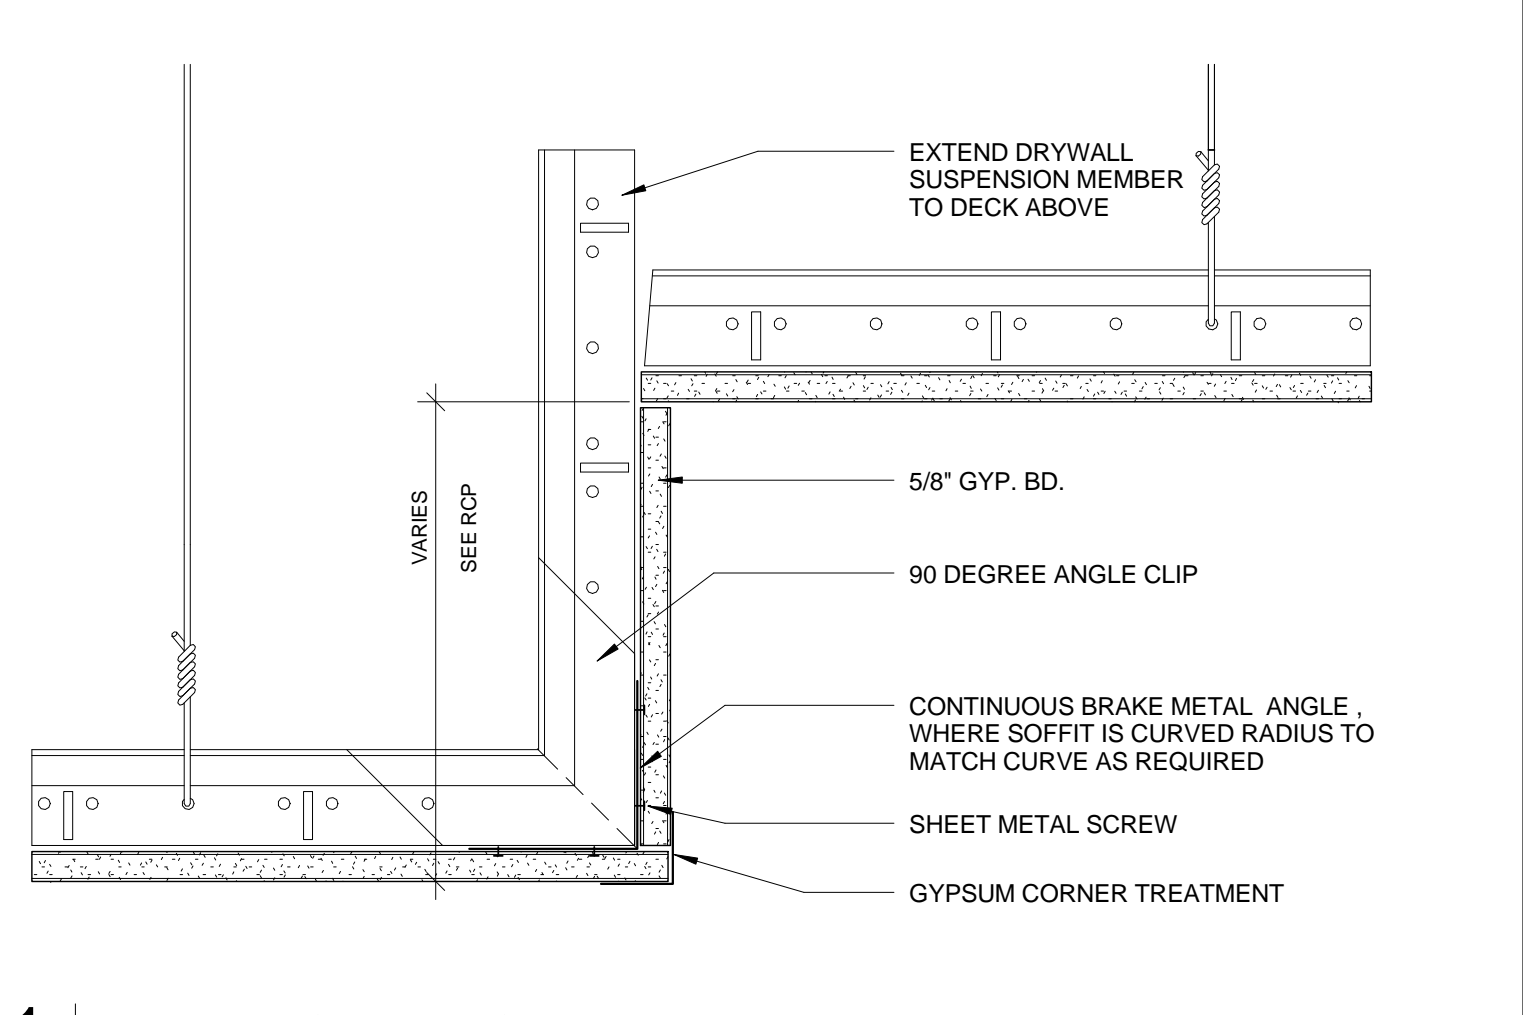 EXTEND DRYWALL
SUSPENSION MEMBER
TO DECK ABOVE
5/8" GYP. BD.
VARIES
SEE RCP
90 DEGREE ANGLE CLIP
CONTINUOUS BRAKE METAL ANGLE ,
WHERE SOFFIT IS CURVED RADIUS TO
MATCH CURVE AS REQUIRED
SHEET METAL SCREW
GYPSUM CORNER TREATMENT